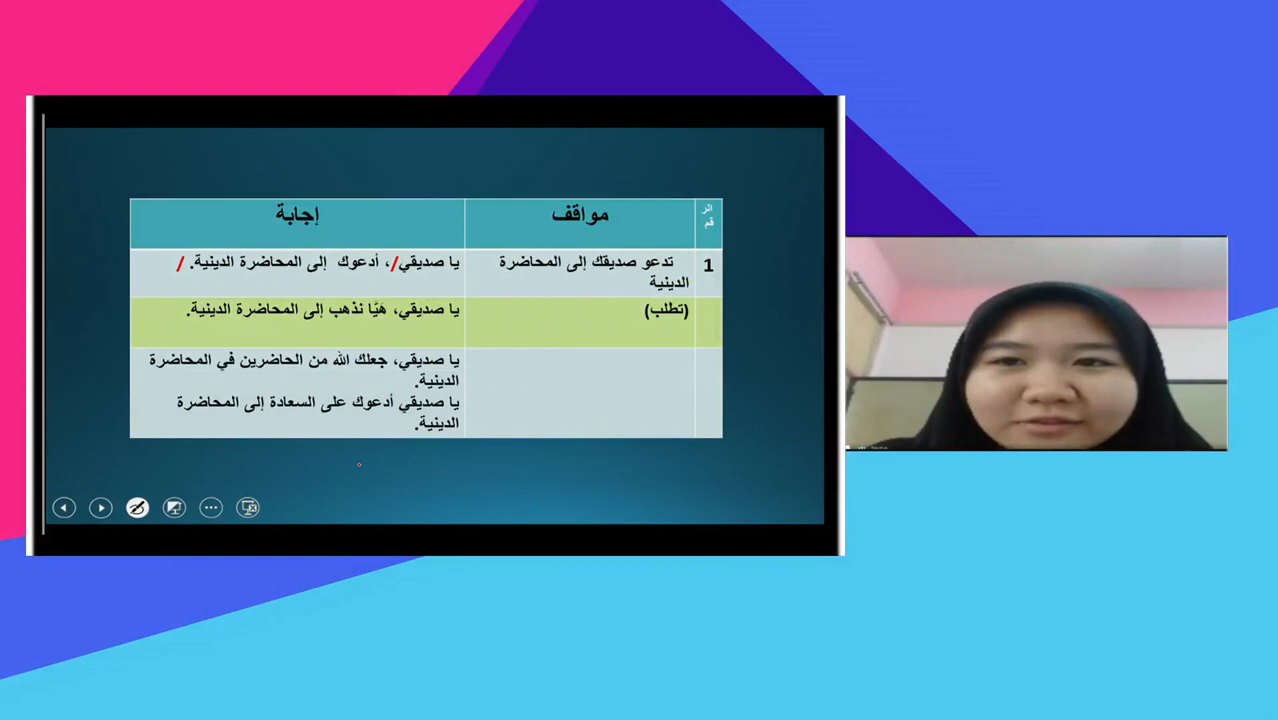 الرقم
مواقف
إجابة
1
تدعو صديقك إلى المحاضرة
الدينية
يا صديقي/، أدعوك إلى المحاضرة الدينية. /
(تطلب)
يا صديقي، هَيَّا نذهب إلى المحاضرة الدينية.
يا صديقي، جعلك الله من الحاضرين في المحاضرة
الدينية.
يا صديقي أدعوك على السعادة إلى المحاضرة
الدينية.